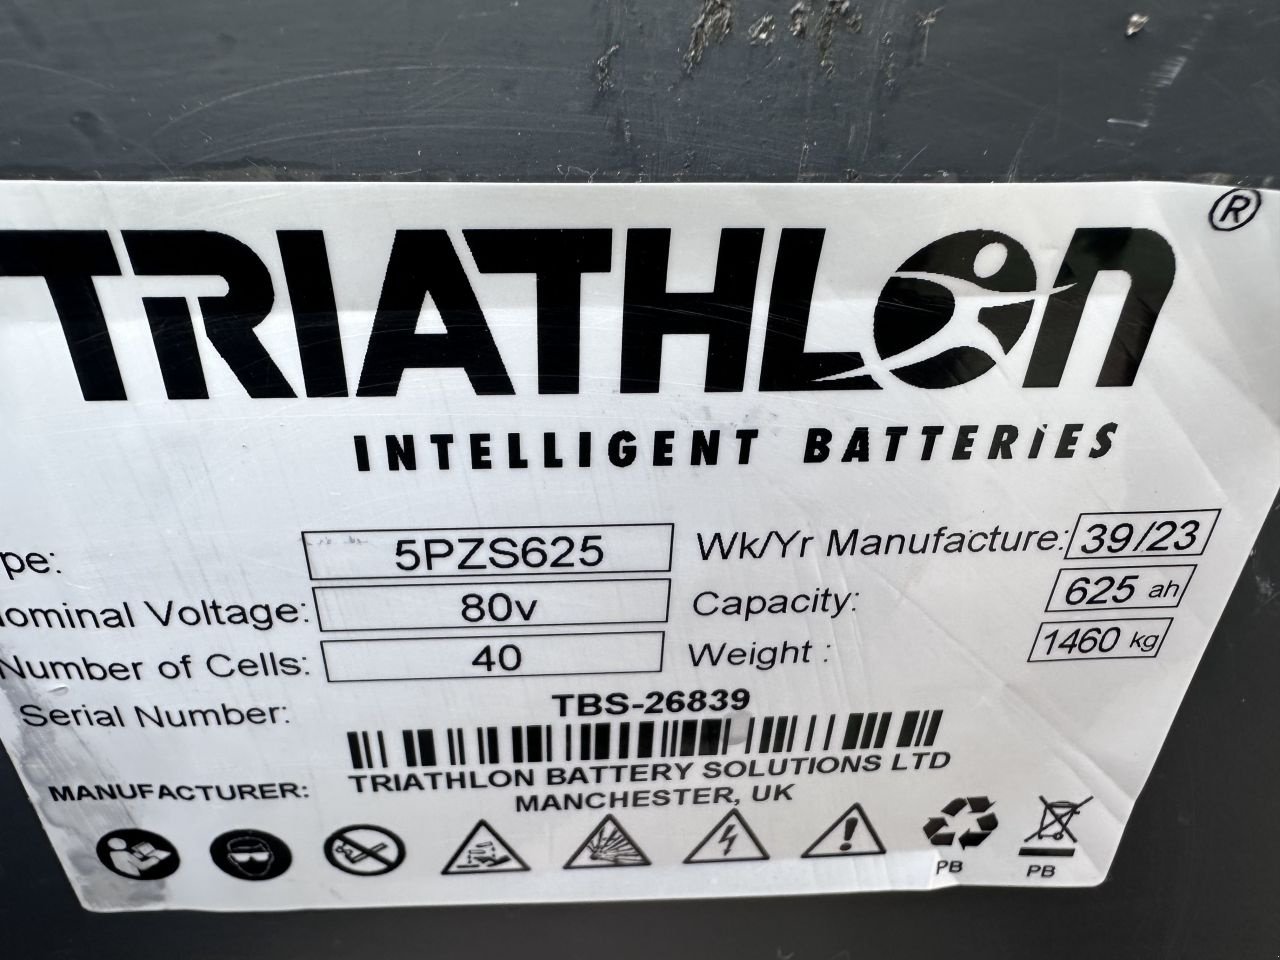 TRIATHLON ®
INTELLIGENT BATTERIES
pe: 5PZS625 Wk/Yr Manufacture: 39/23
Nominal Voltage: 80v Capacity: 625 ah
Number of Cells: 40 Weight : 1460 kg
Serial Number: TBS-26839
MANUFACTURER: TRIATHLON BATTERY SOLUTIONS LTD
MANCHESTER, UK
PB PB